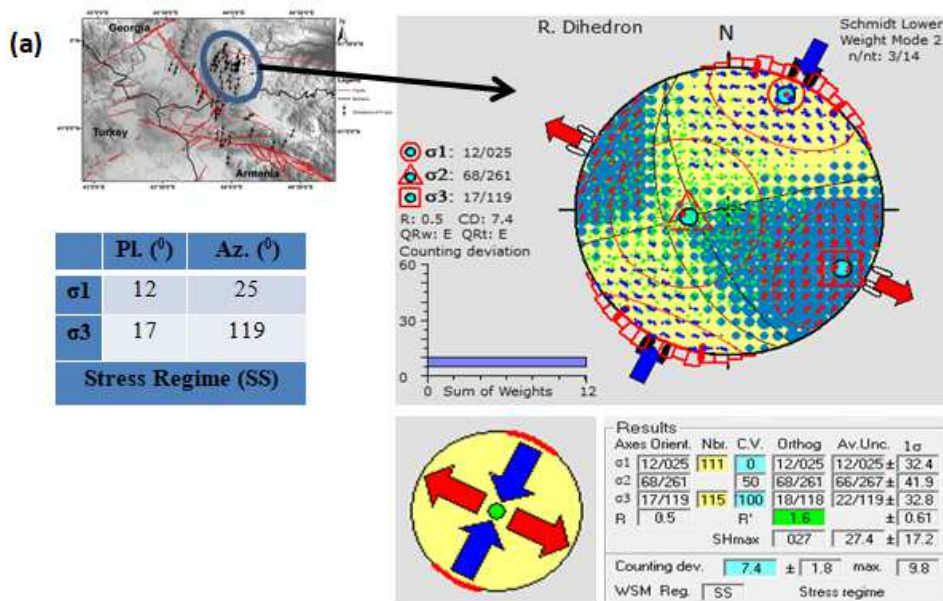 (a)
Georgia
Turkey
Armenia
R. Dihedron
N
Schmidt Lower
Weight Mode 2
n/nt: 3/14
σ1: 12/025
σ2: 68/261
σ3: 17/119
R: 0.5 CD: 7.4
QRw: E QRt: E
Counting deviation
60
30
0
0 Sum of Weights 12
Pl. (⁰) Az. (⁰)
σ1 12 25
σ3 17 119
Stress Regime (SS)
Results
Axes Orient. Nbr. C.V. Orthog Av.Unc. 1σ
σ1 12/025 111 0 12/025 12/025 ± 32.4
σ2 68/261 50 68/261 66/267 ± 41.9
σ3 17/119 115 100 18/118 22/119 ± 32.8
R 0.5 R' 1.6 ± 0.61
SHmax 027 27.4 ± 17.2
Counting dev. 7.4 ± 1.8 max. 9.8
WSM Reg. SS Stress regime